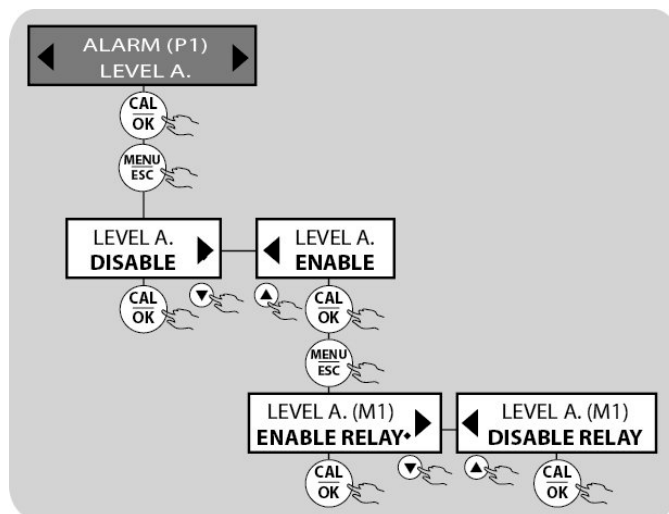 ALARM (P1)
LEVEL A.
CAL
OK
MENU
ESC
LEVEL A.
DISABLE
LEVEL A.
ENABLE
CAL
OK
CAL
OK
MENU
ESC
LEVEL A. (M1)
ENABLE RELAY
LEVEL A. (M1)
DISABLE RELAY
CAL
OK
CAL
OK